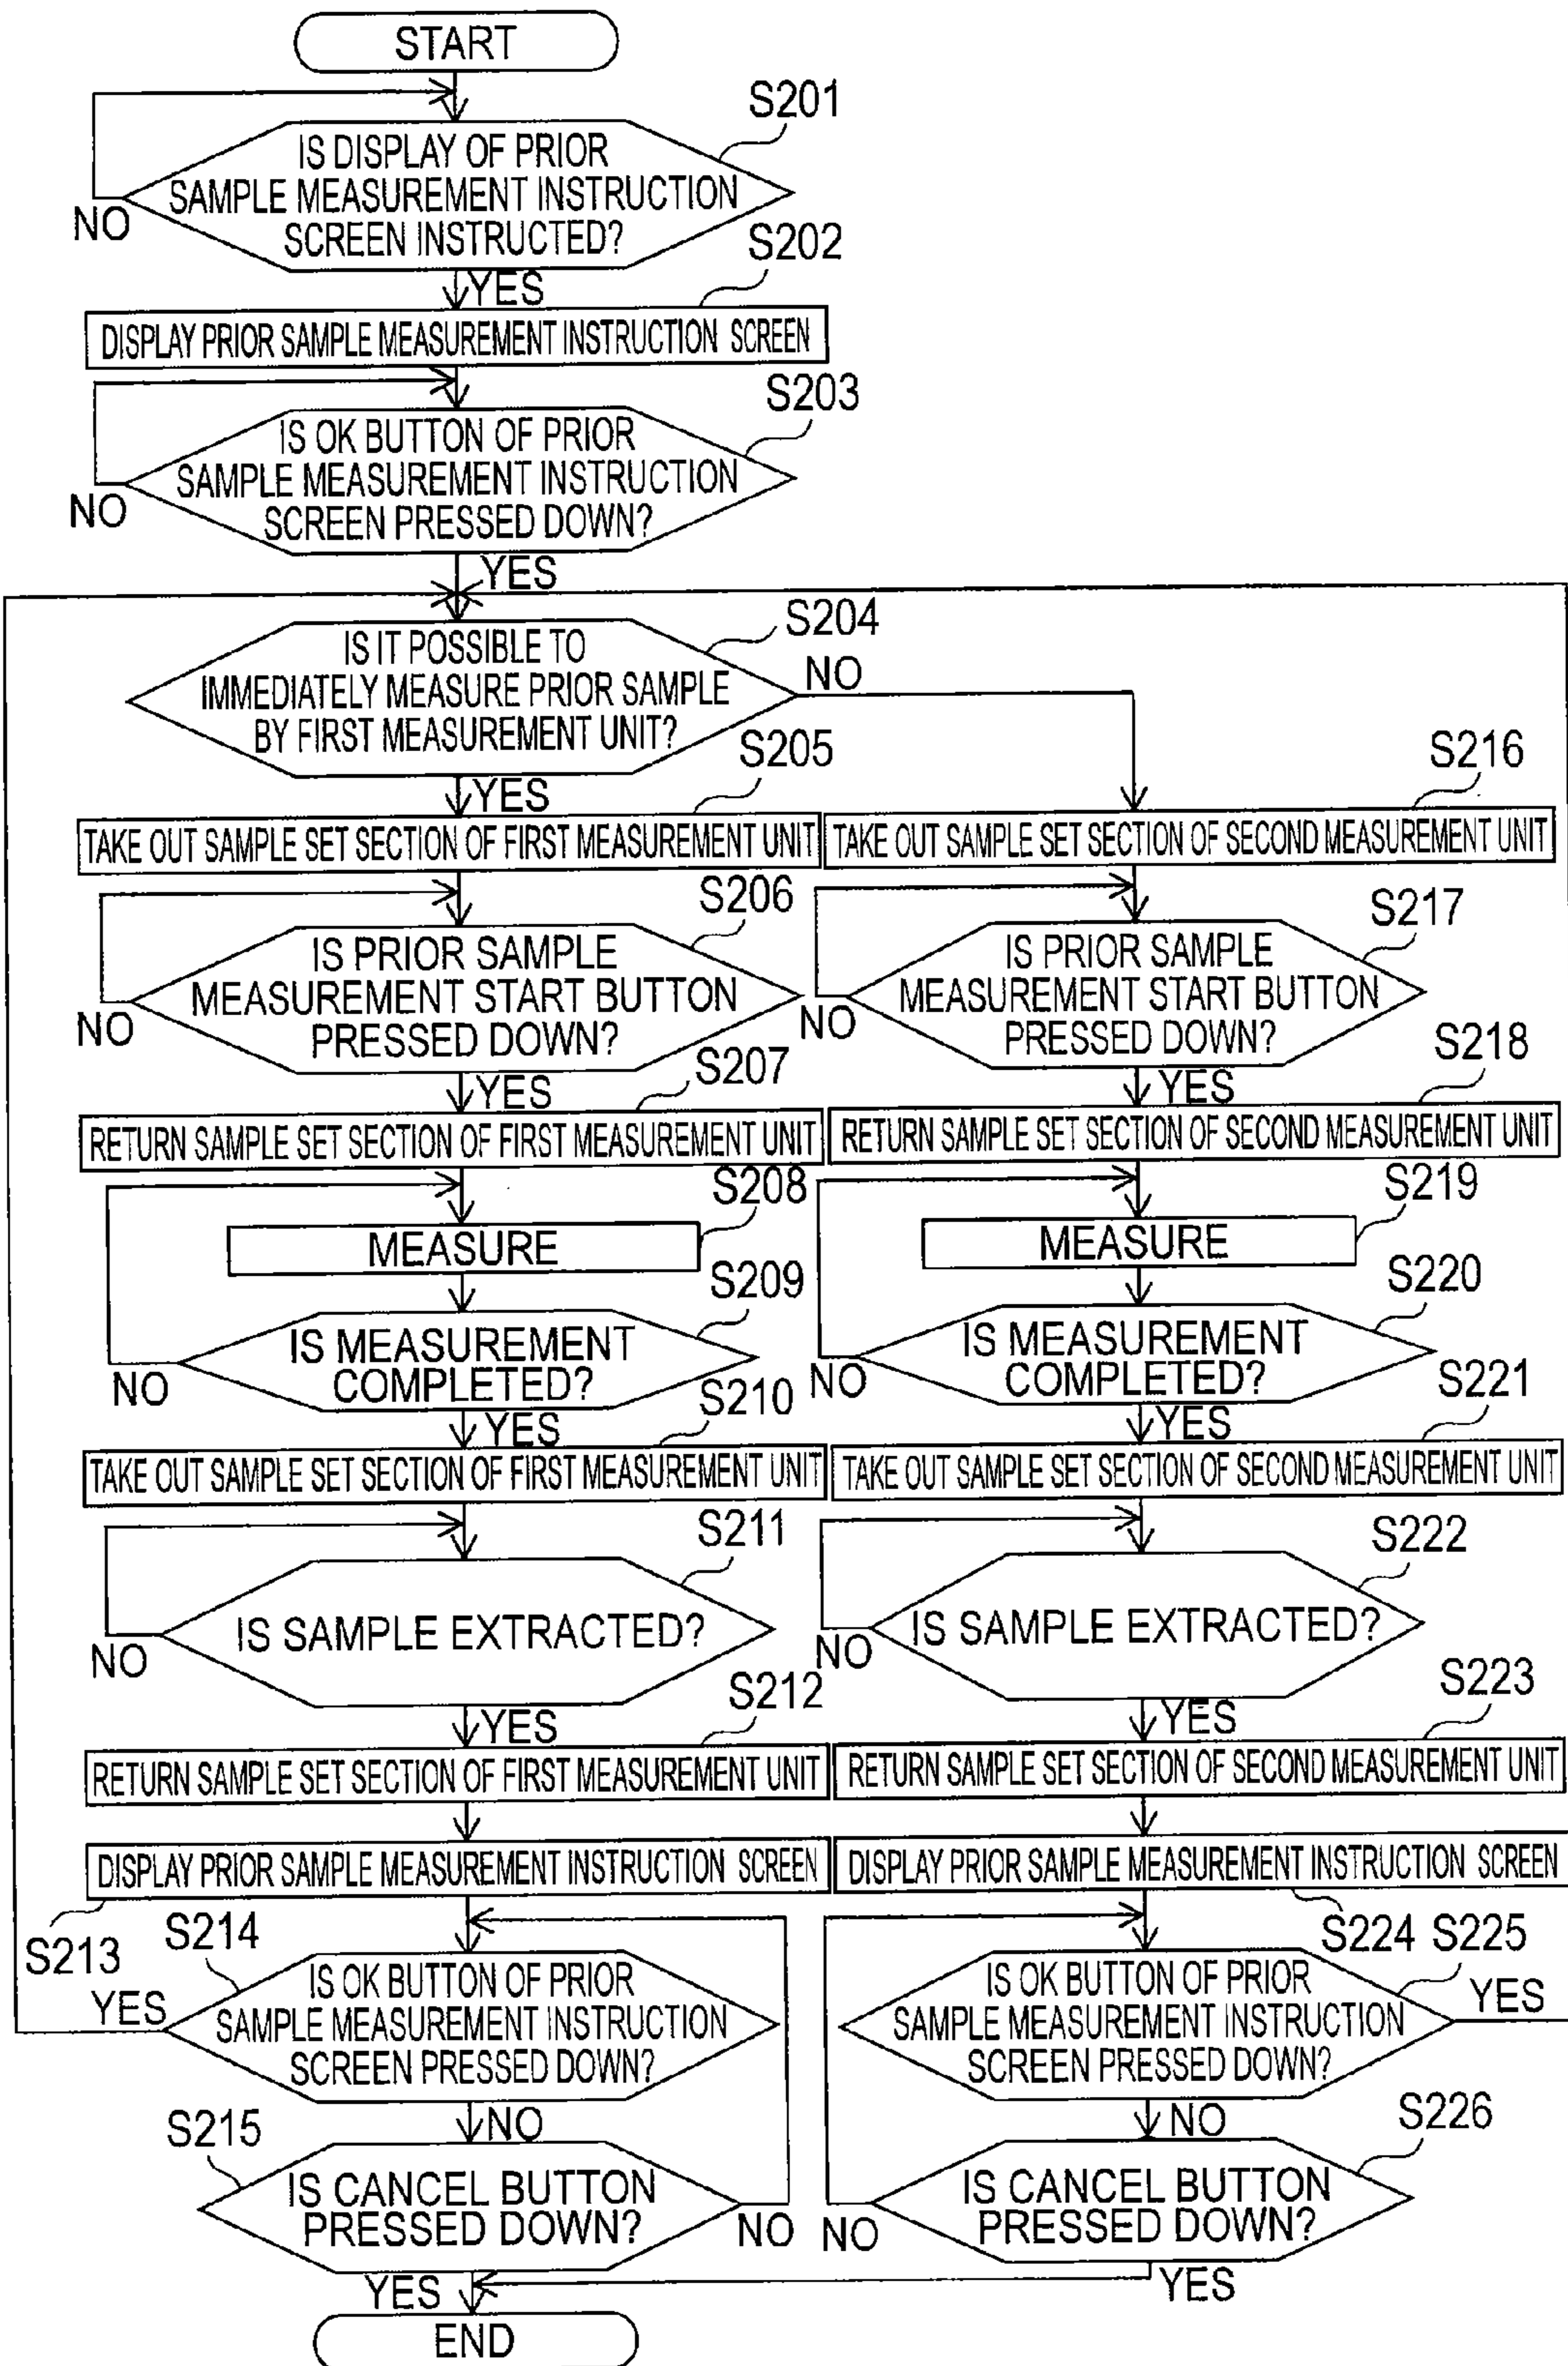 START
S201
IS DISPLAY OF PRIOR
SAMPLE MEASUREMENT INSTRUCTION
SCREEN INSTRUCTED?
NO
YES
S202
DISPLAY PRIOR SAMPLE MEASUREMENT INSTRUCTION SCREEN
S203
IS OK BUTTON OF PRIOR
SAMPLE MEASUREMENT INSTRUCTION
SCREEN PRESSED DOWN?
NO
YES
S204
IS IT POSSIBLE TO
IMMEDIATELY MEASURE PRIOR SAMPLE
BY FIRST MEASUREMENT UNIT?
NO
YES
S205
TAKE OUT SAMPLE SET SECTION OF FIRST MEASUREMENT UNIT
S206
IS PRIOR SAMPLE
MEASUREMENT START BUTTON
PRESSED DOWN?
NO
YES
S207
RETURN SAMPLE SET SECTION OF FIRST MEASUREMENT UNIT
S208
MEASURE
S209
IS MEASUREMENT
COMPLETED?
NO
YES
S210
TAKE OUT SAMPLE SET SECTION OF FIRST MEASUREMENT UNIT
S211
IS SAMPLE EXTRACTED?
NO
YES
S212
RETURN SAMPLE SET SECTION OF FIRST MEASUREMENT UNIT
DISPLAY PRIOR SAMPLE MEASUREMENT INSTRUCTION SCREEN
S213
S214
IS OK BUTTON OF PRIOR
SAMPLE MEASUREMENT INSTRUCTION
SCREEN PRESSED DOWN?
YES
NO
S215
IS CANCEL BUTTON
PRESSED DOWN?
NO
YES
S216
TAKE OUT SAMPLE SET SECTION OF SECOND MEASUREMENT UNIT
S217
IS PRIOR SAMPLE
MEASUREMENT START BUTTON
PRESSED DOWN?
NO
YES
S218
RETURN SAMPLE SET SECTION OF SECOND MEASUREMENT UNIT
S219
MEASURE
S220
IS MEASUREMENT
COMPLETED?
NO
YES
S221
TAKE OUT SAMPLE SET SECTION OF SECOND MEASUREMENT UNIT
S222
IS SAMPLE EXTRACTED?
NO
YES
S223
RETURN SAMPLE SET SECTION OF SECOND MEASUREMENT UNIT
DISPLAY PRIOR SAMPLE MEASUREMENT INSTRUCTION SCREEN
S224
S225
IS OK BUTTON OF PRIOR
SAMPLE MEASUREMENT INSTRUCTION
SCREEN PRESSED DOWN?
YES
NO
S226
IS CANCEL BUTTON
PRESSED DOWN?
NO
YES
END